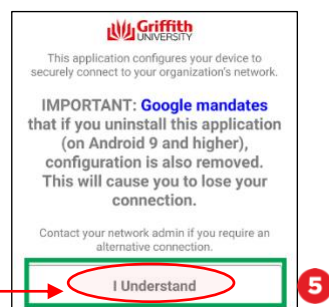 Griffith
UNIVERSITY
This application configures your device to
securely connect to your organization's network.
IMPORTANT: Google mandates
that if you uninstall this application
(on Android 9 and higher),
configuration is also removed.
This will cause you to lose your
connection.
Contact your network admin if you require an
alternative connection.
I Understand
5